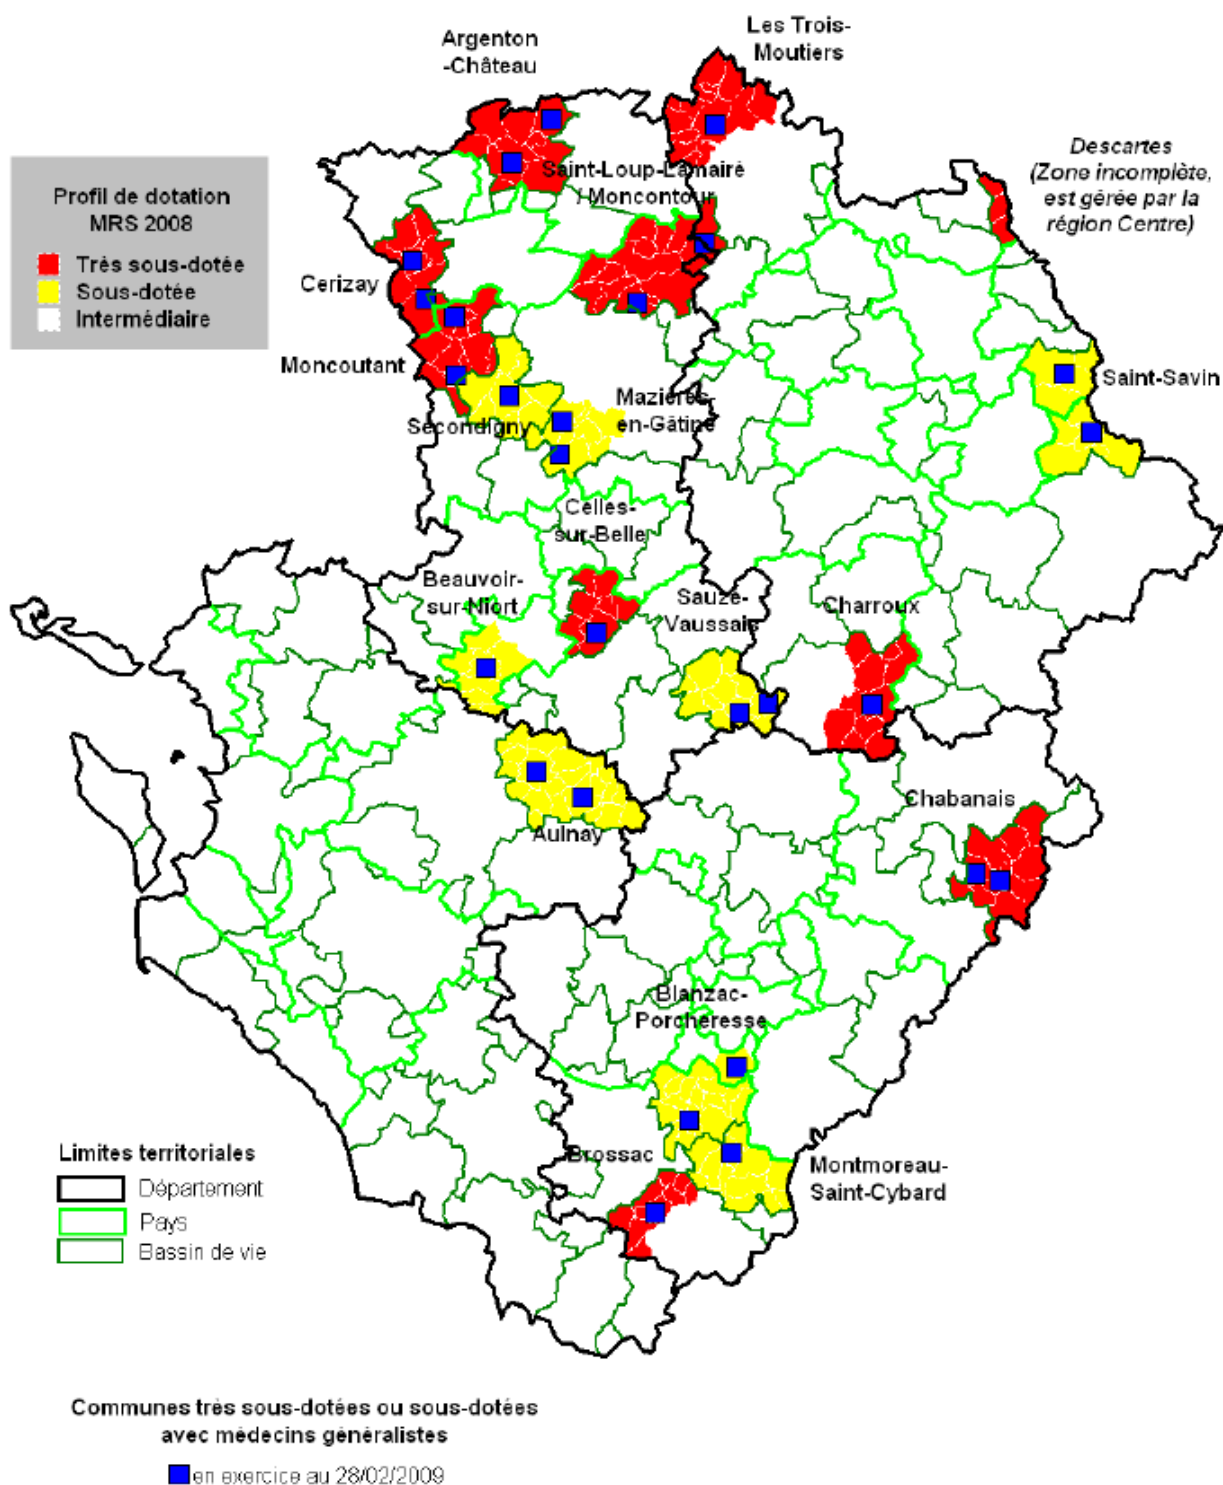 Argenton
-Château
Les Trois-
Moutiers
Descartes
(Zone incomplète,
est gérée par la
région Centre)
Profil de dotation
MRS 2008
Très sous-dotée
Sous-dotée
Intermédiaire
Saint-Loup-Lamairé
/ Moncontour
Cerizay
Moncoutant
Saint-Savin
Mazières-
en-Gâtine
Secondigny
Celles-
sur-Belle
Beauvoir-
sur-Niort
Sauzé-
Vaussais
Charroux
Chabanais
Aulnay
Blanzac-
Porcheresse
Brossac
Montmoreau-
Saint-Cybard
Limites territoriales
Département
Pays
Bassin de vie
Communes très sous-dotées ou sous-dotées
avec médecins généralistes
en exercice au 28/02/2009